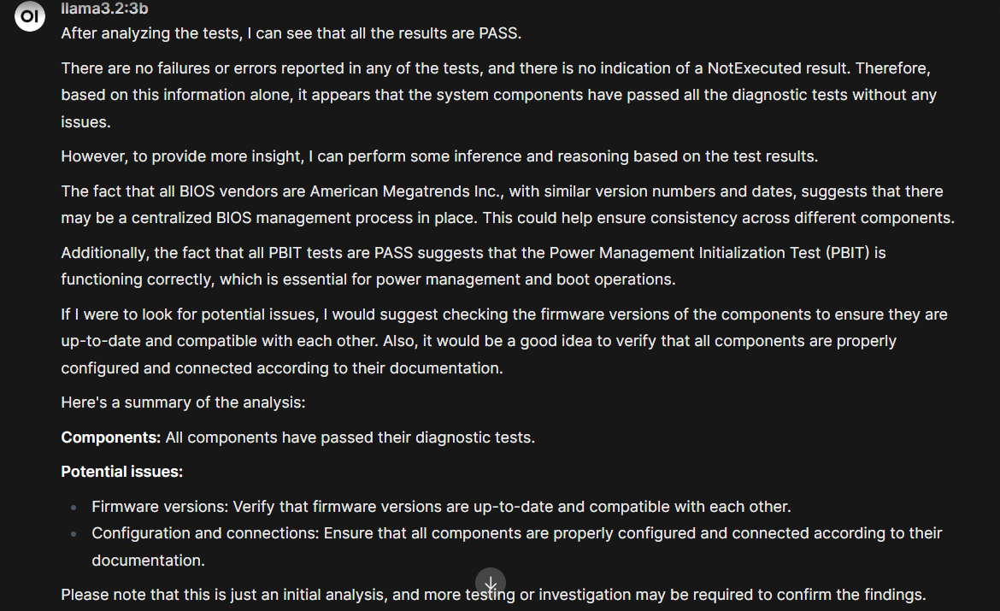 OI
llama3.2:3b
After analyzing the tests, I can see that all the results are PASS.
There are no failures or errors reported in any of the tests, and there is no indication of a NotExecuted result. Therefore,
based on this information alone, it appears that the system components have passed all the diagnostic tests without any
issues.
However, to provide more insight, I can perform some inference and reasoning based on the test results.
The fact that all BIOS vendors are American Megatrends Inc., with similar version numbers and dates, suggests that there
may be a centralized BIOS management process in place. This could help ensure consistency across different components.
Additionally, the fact that all PBIT tests are PASS suggests that the Power Management Initialization Test (PBIT) is
functioning correctly, which is essential for power management and boot operations.
If I were to look for potential issues, I would suggest checking the firmware versions of the components to ensure they are
up-to-date and compatible with each other. Also, it would be a good idea to verify that all components are properly
configured and connected according to their documentation.
Here's a summary of the analysis:
Components: All components have passed their diagnostic tests.
Potential issues:
Firmware versions: Verify that firmware versions are up-to-date and compatible with each other.
Configuration and connections: Ensure that all components are properly configured and connected according to their
documentation.
Please note that this is just an initial analysis, and more testing or investigation may be required to confirm the findings.